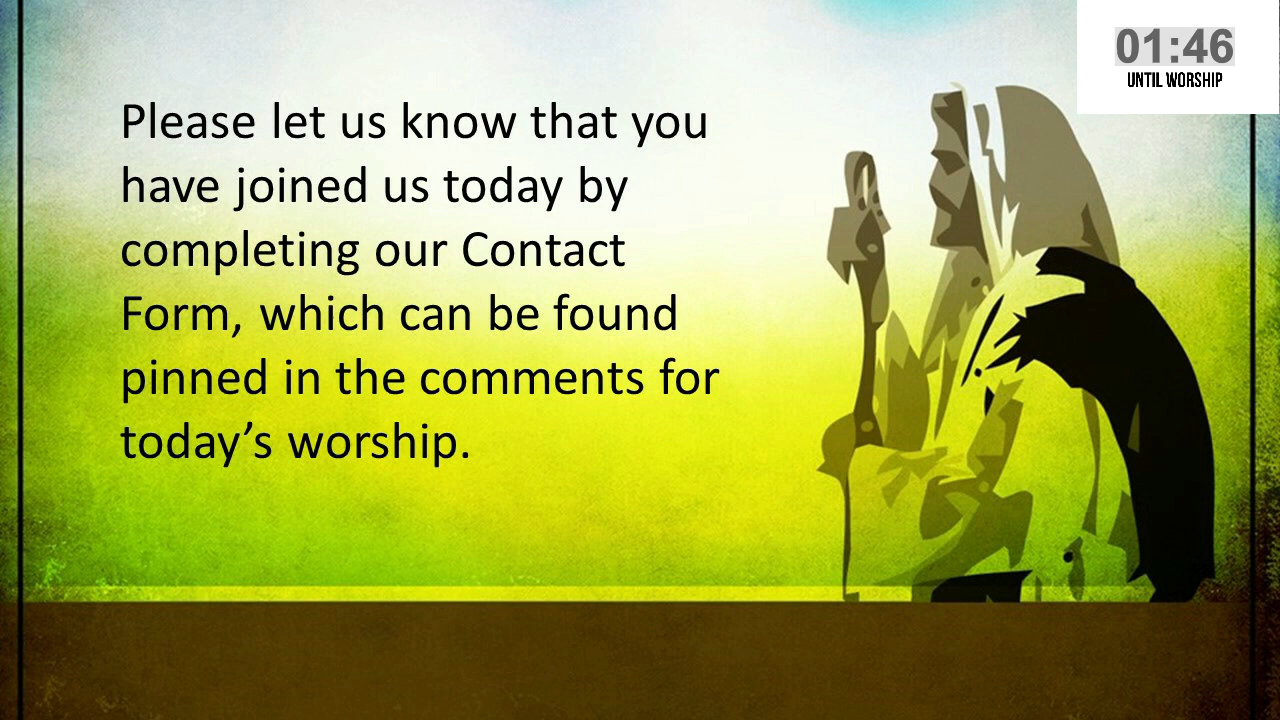 01:46
UNTIL WORSHIP
Please let us know that you
have joined us today by
completing our Contact
Form, which can be found
pinned in the comments for
today’s worship.